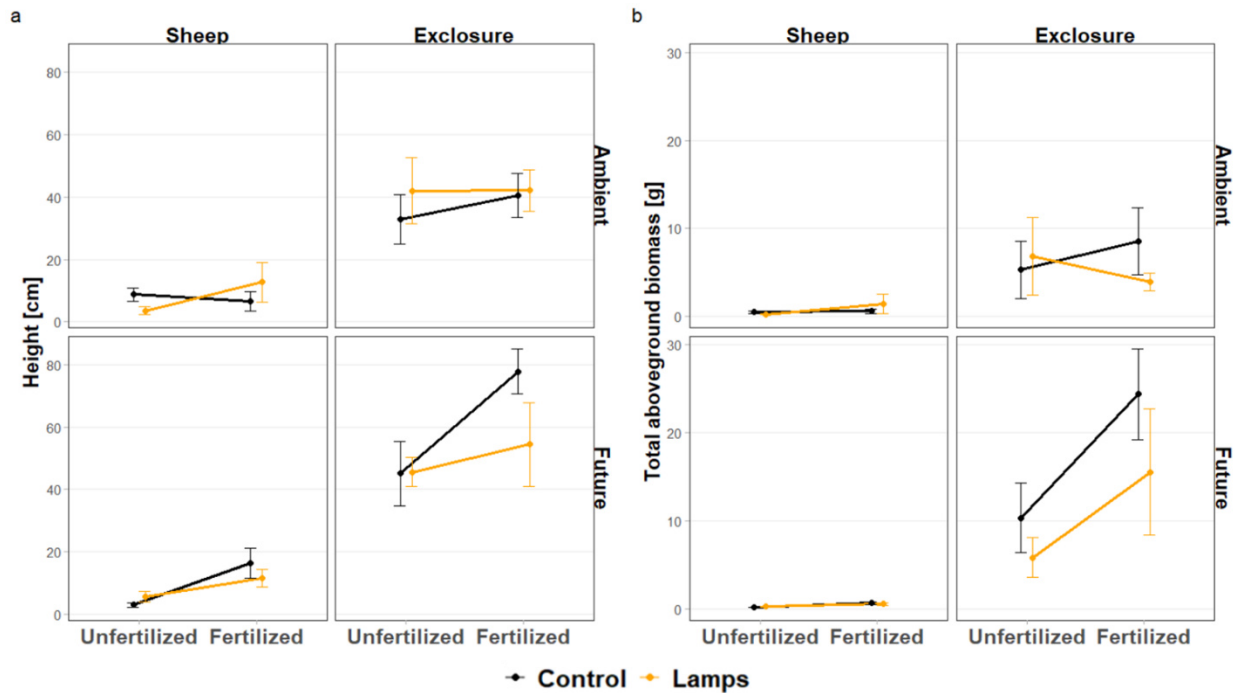 a
b
Sheep
Exclosure
Sheep
Exclosure
80
60
40
20
0
Ambient
30
20
10
0
Ambient
Height [cm]
Total aboveground biomass [g]
80
60
40
20
0
Future
30
20
10
0
Future
Unfertilized Fertilized
Unfertilized Fertilized
Unfertilized Fertilized
Unfertilized Fertilized
Control Lamps